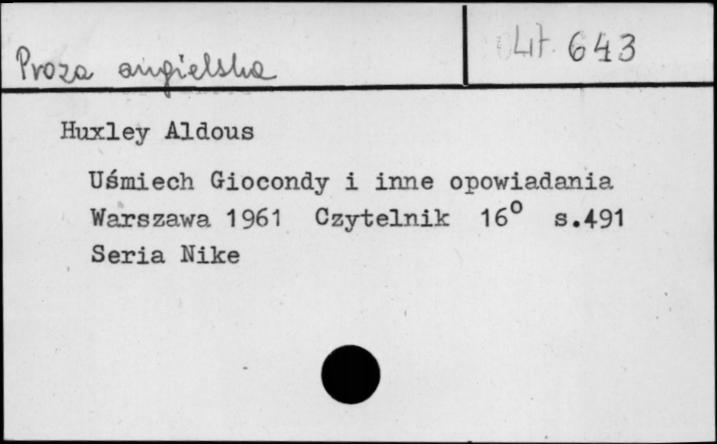 Proza angielska
Lit. 643
Huxley Aldous
Uśmiech Giocondy i inne opowiadania
Warszawa 1961 Czytelnik 16° s.491
Seria Nike